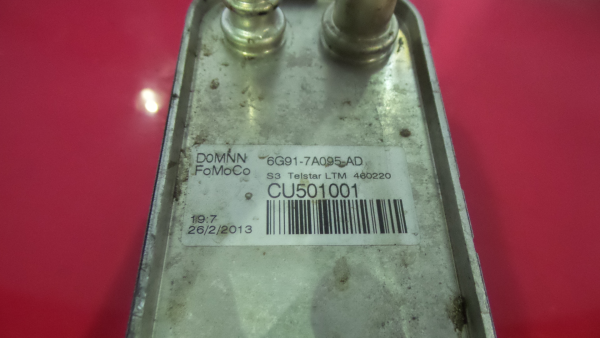 DOMNN 6G91-7A095-AD
FoMoCo S3 Telstar LTM 460220
CU501001
19:7
26/2/2013